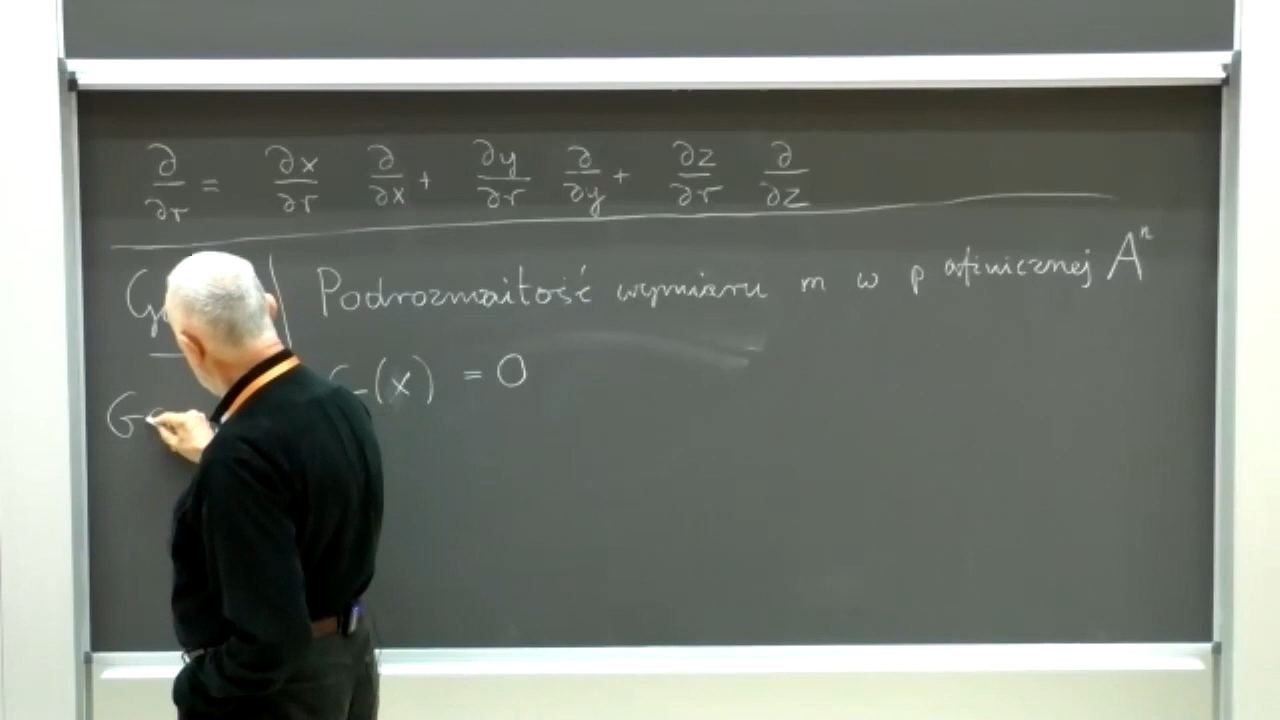 ∂/∂r = ∂x/∂r ∂/∂x + ∂y/∂r ∂/∂y + ∂z/∂r ∂/∂z
Podrozmaitość wymiaru m w p afinicznej Aⁿ
(x) = 0
G